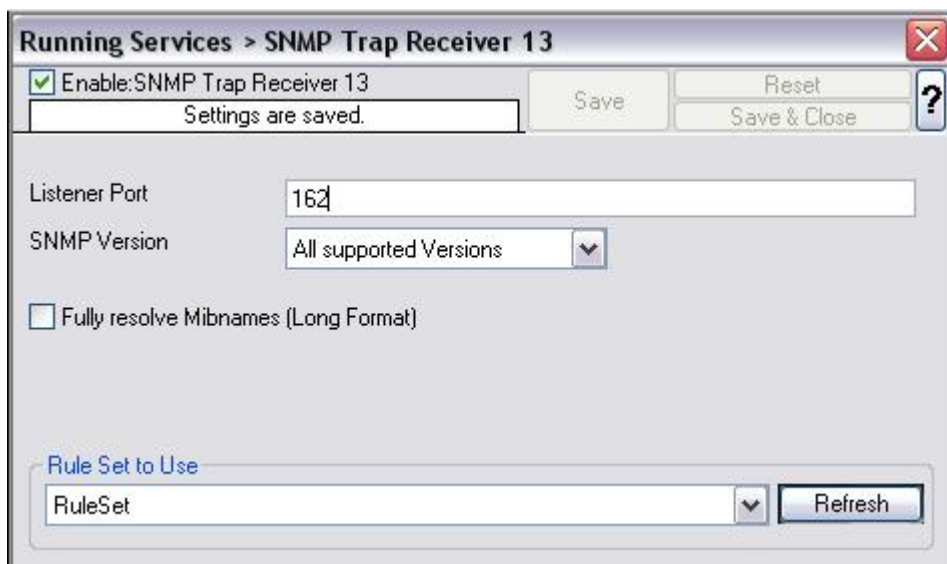 Running Services > SNMP Trap Receiver 13
Enable:SNMP Trap Receiver 13
Settings are saved.
Save
Reset
Save & Close
?
Listener Port
162
SNMP Version
All supported Versions
Fully resolve Mibnames (Long Format)
Rule Set to Use
RuleSet
Refresh